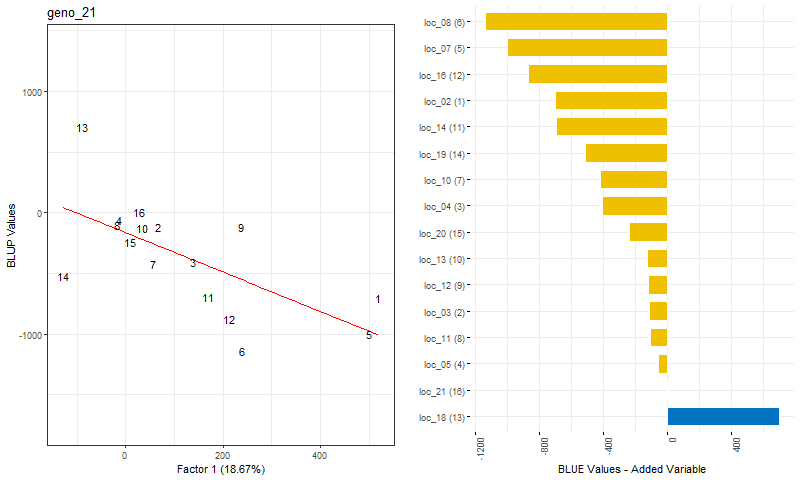 geno_21
BLUP Values
1000
0
-1000
13
16
4
8
10
2
9
15
3
7
14
11
1
12
5
6
0
200
400
Factor 1 (18.67%)
loc_08 (6)
loc_07 (5)
loc_16 (12)
loc_02 (1)
loc_14 (11)
loc_19 (14)
loc_10 (7)
loc_04 (3)
loc_20 (15)
loc_13 (10)
loc_12 (9)
loc_03 (2)
loc_11 (8)
loc_05 (4)
loc_21 (16)
loc_18 (13)
-1200
-800
-400
0
400
BLUE Values - Added Variable